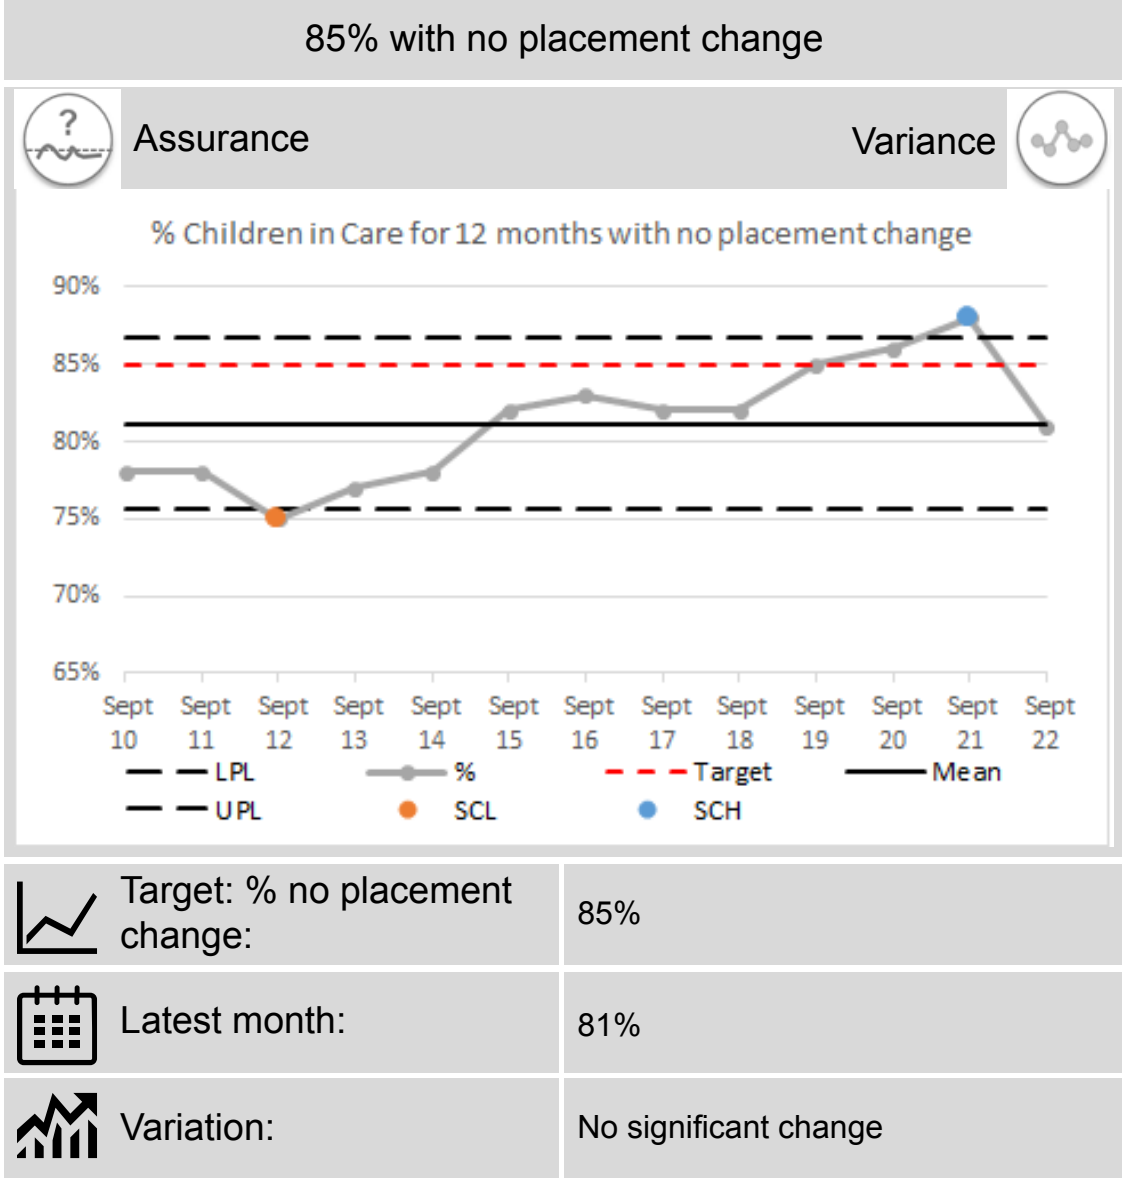 85% with no placement change
?
Assurance
Variance
% Children in Care for 12 months with no placement change
90%
85%
80%
75%
70%
65%
Sept 10
Sept 11
Sept 12
Sept 13
Sept 14
Sept 15
Sept 16
Sept 17
Sept 18
Sept 19
Sept 20
Sept 21
Sept 22
LPL
%
Target
Mean
UPL
SCL
SCH
Target: % no placement
change:
85%
Latest month:
81%
Variation:
No significant change